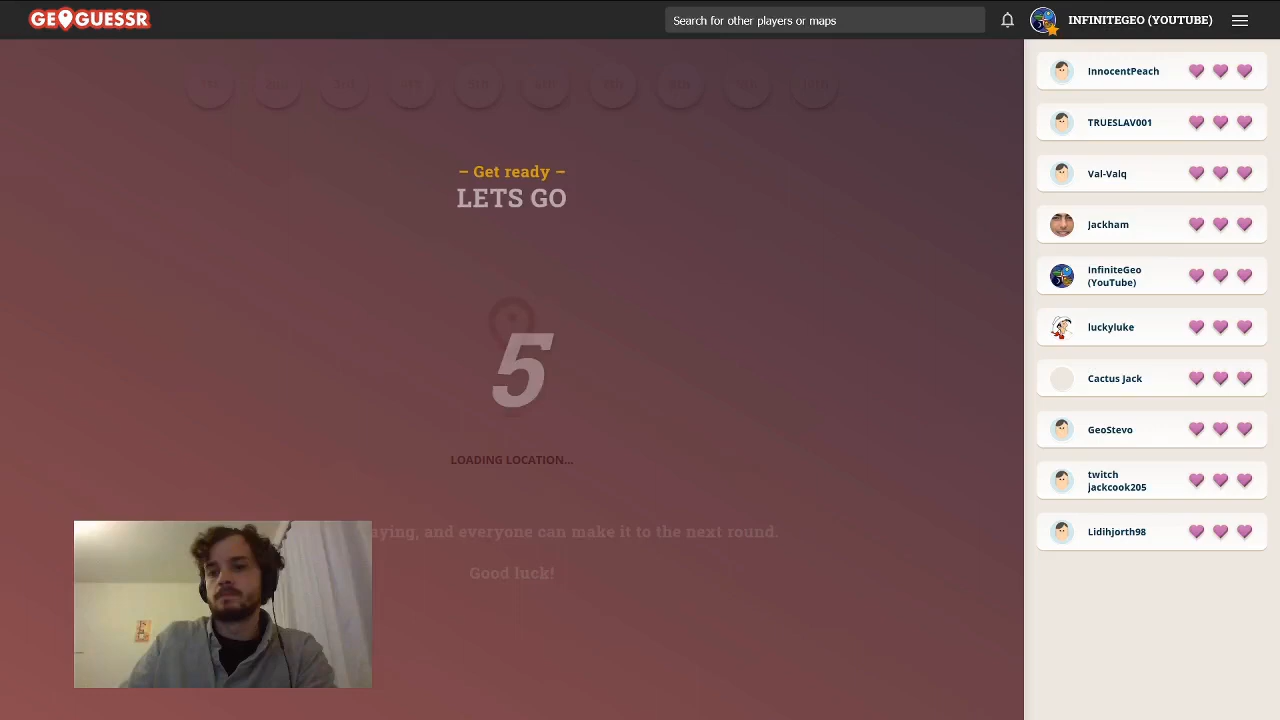 GEOGUESSR
Search for other players or maps
INFINITEGEO (YOUTUBE)
– Get ready –
LETS GO
5
LOADING LOCATION...
aying, and everyone can make it to the next round.
Good luck!
InnocentPeach
TRUESLAV001
Val-Valq
Jackham
InfiniteGeo
(YouTube)
luckyluke
Cactus Jack
GeoStevo
twitch
jackcook205
Lidihjorth98